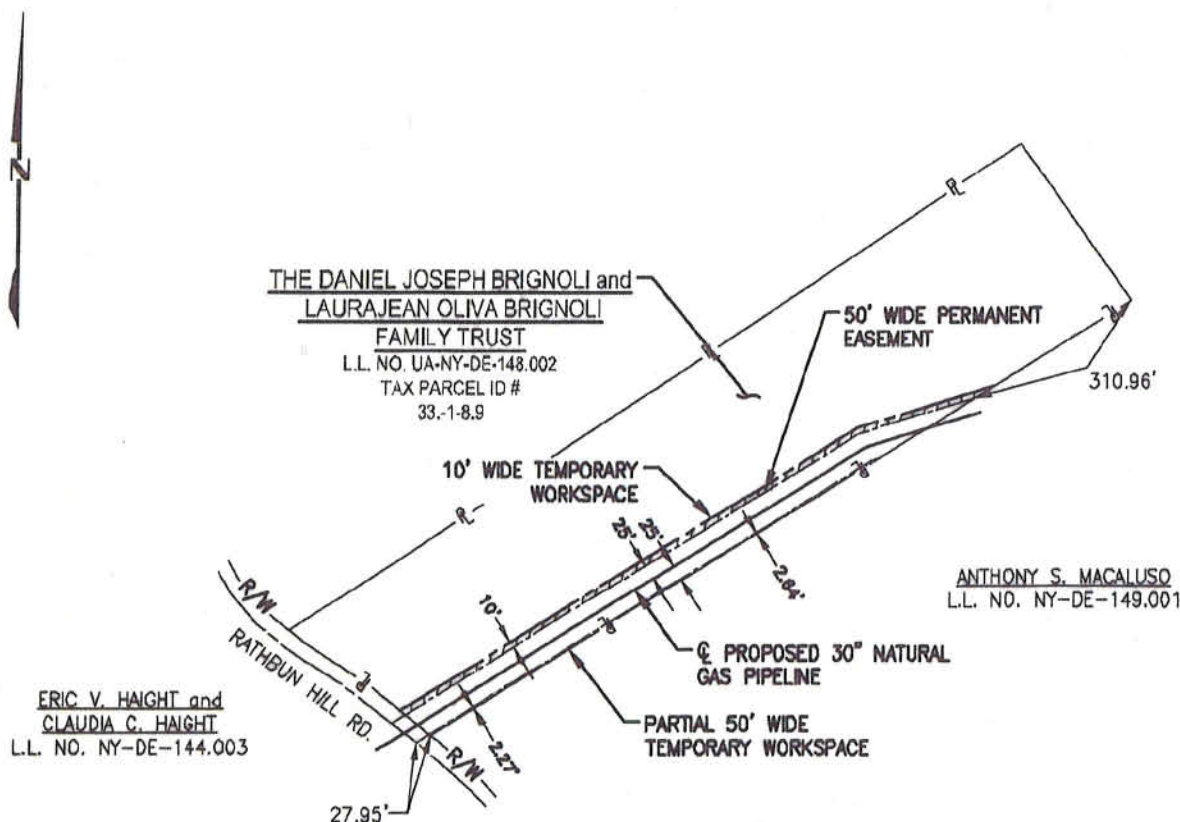 N
THE DANIEL JOSEPH BRIGNOLI and
LAURAJEAN OLIVA BRIGNOLI
FAMILY TRUST
L.L. NO. UA-NY-DE-148.002
TAX PARCEL ID #
33.-1-8.9
50' WIDE PERMANENT
EASEMENT
310.96'
10' WIDE TEMPORARY
WORKSPACE
25'
25'
2.64'
10'
ANTHONY S. MACALUSO
L.L. NO. NY-DE-149.001
℄ PROPOSED 30" NATURAL
GAS PIPELINE
PARTIAL 50' WIDE
TEMPORARY WORKSPACE
R/W
RATHBUN HILL RD.
R/W
2.27'
27.95'
ERIC V. HAIGHT and
CLAUDIA C. HAIGHT
L.L. NO. NY-DE-144.003